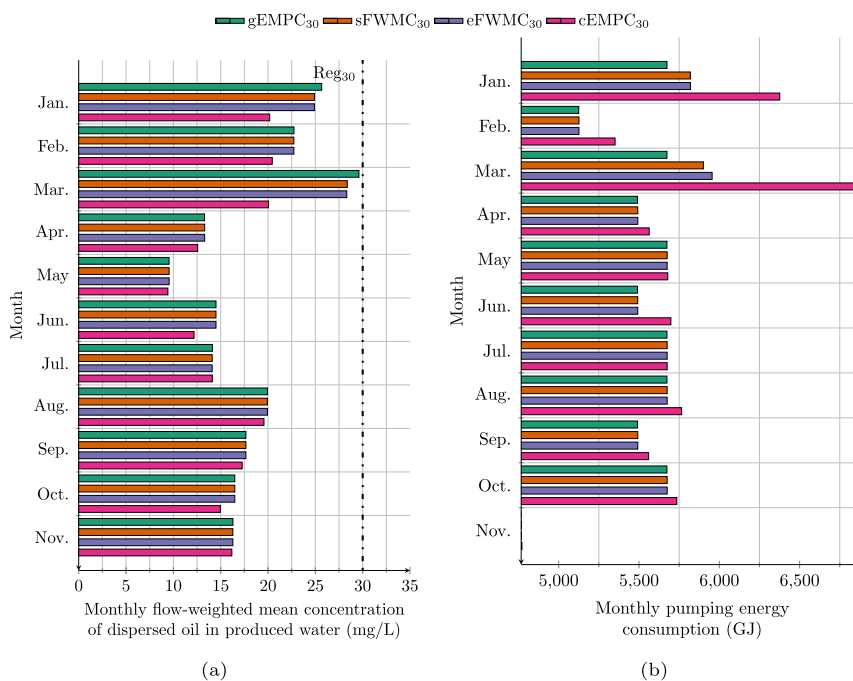 gEMPC30 sFWMC30 eFWMC30 cEMPC30
Reg30
Month
Jan.
Feb.
Mar.
Apr.
May
Jun.
Jul.
Aug.
Sep.
Oct.
Nov.
0 5 10 15 20 25 30 35
Monthly flow-weighted mean concentration
of dispersed oil in produced water (mg/L)
(a)
Month
Jan.
Feb.
Mar.
Apr.
May
Jun.
Jul.
Aug.
Sep.
Oct.
Nov.
5,000 5,500 6,000 6,500
Monthly pumping energy
consumption (GJ)
(b)